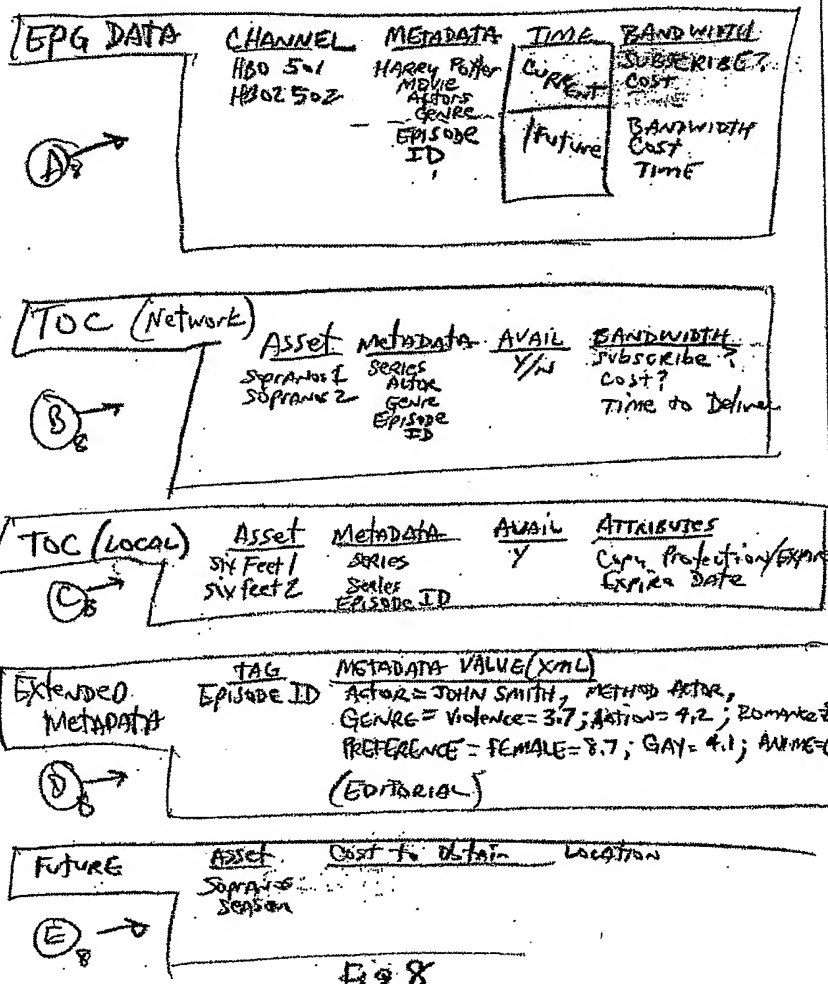 EPG DATA CHANNEL METADATA TIME BANDWIDTH
HBO 501 HARRY Potter CURRENT SUBSCRIBE?
HBO2 502 MOVIE COST
Actors
GENRE
EPISODE /Future BANDWIDTH
A8 ID COST
TIME
TOC (Network) Asset Metadata AVAIL BANDWIDTH
Sopranos 1 Series Y/N Subscribe?
Sopranos 2 Actor Cost?
Genre Time to Deliver
B8 Episode
ID
TOC (LOCAL) Asset Metadata AVAIL ATTRIBUTES
Six Feet 1 Series Y Copy Protection/
six feet 2 Series Expire Date
C8 EPISODE ID
Extended TAG METADATA VALUE (XML)
Metadata EPISODE ID Actor = JOHN SMITH, METHOD ACTOR,
GENRE = Violence = 3.7; Action = 4.2; Romance =
PREFERENCE = FEMALE = 8.7; GAY = 4.1; ANIME =
D8 (EDITORIAL)
FUTURE Asset Cost to Obtain LOCATION
Sopranos
E8 Season
Fig 8